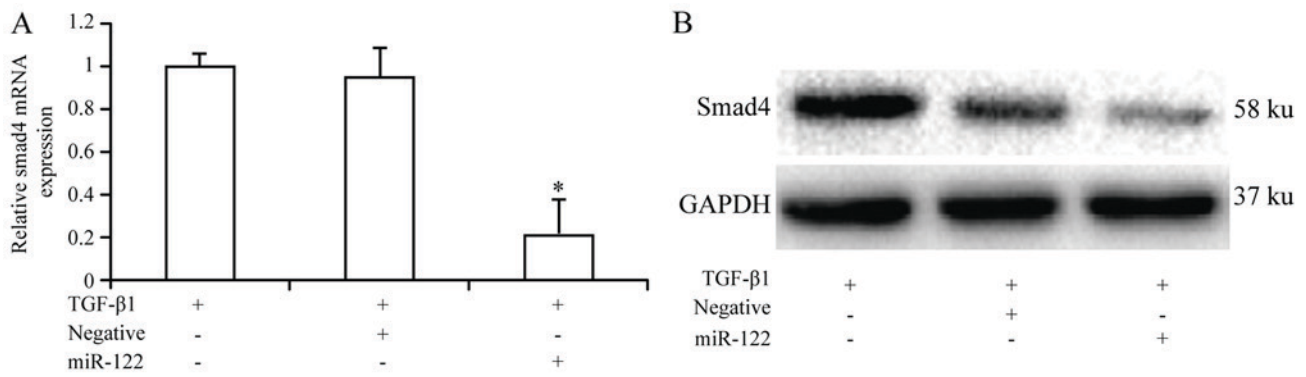 A
Relative smad4 mRNA
expression
1.2
1
0.8
0.6
0.4
0.2
0
*
TGF-β1 + + +
Negative - + -
miR-122 - - +
B
Smad4 58 ku
GAPDH 37 ku
TGF-β1 + + +
Negative - + -
miR-122 - - +